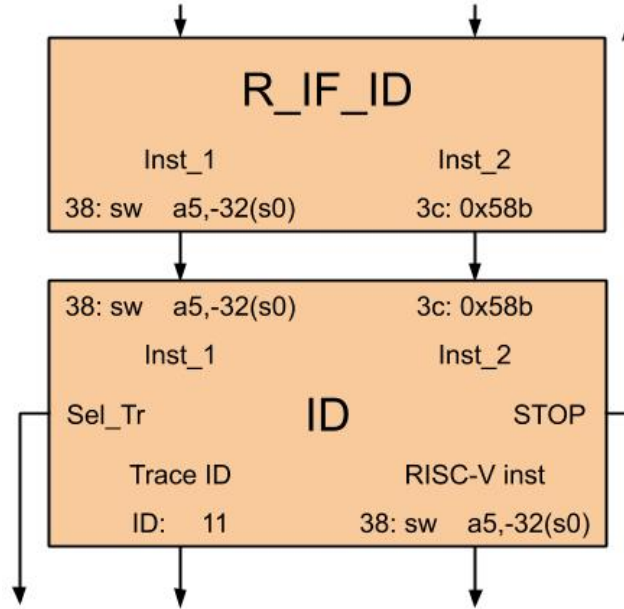 R_IF_ID
Inst_1 Inst_2
38: sw a5,-32(s0) 3c: 0x58b
38: sw a5,-32(s0) 3c: 0x58b
Inst_1 Inst_2
Sel_Tr ID STOP
Trace ID RISC-V inst
ID: 11 38: sw a5,-32(s0)